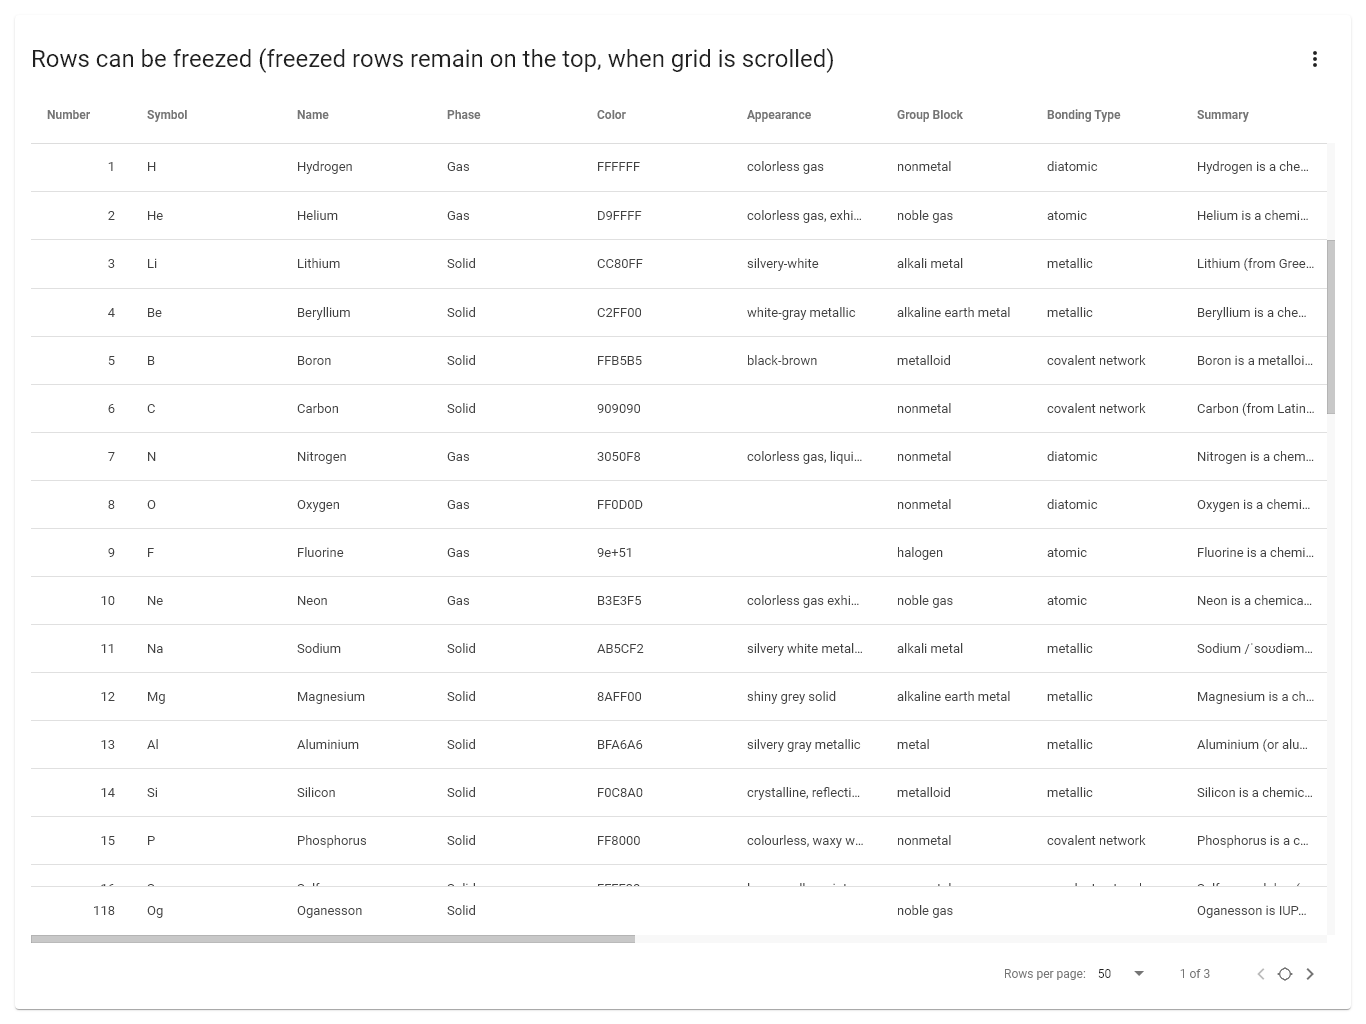 Rows can be freezed (freezed rows remain on the top, when grid is scrolled)
Number Symbol Name Phase Color Appearance Group Block Bonding Type Summary
1 H Hydrogen Gas FFFFFF colorless gas nonmetal diatomic Hydrogen is a che...
2 He Helium Gas D9FFFF colorless gas, exhi... noble gas atomic Helium is a chemi...
3 Li Lithium Solid CC80FF silvery-white alkali metal metallic Lithium (from Gree...
4 Be Beryllium Solid C2FF00 white-gray metallic alkaline earth metal metallic Beryllium is a che...
5 B Boron Solid FFB5B5 black-brown metalloid covalent network Boron is a metalloi...
6 C Carbon Solid 909090 nonmetal covalent network Carbon (from Latin...
7 N Nitrogen Gas 3050F8 colorless gas, liqui... nonmetal diatomic Nitrogen is a chem...
8 O Oxygen Gas FF0D0D nonmetal diatomic Oxygen is a chemi...
9 F Fluorine Gas 9e+51 halogen atomic Fluorine is a chemi...
10 Ne Neon Gas B3E3F5 colorless gas exhi... noble gas atomic Neon is a chemica...
11 Na Sodium Solid AB5CF2 silvery white metal... alkali metal metallic Sodium /ˈsoʊdiəm...
12 Mg Magnesium Solid 8AFF00 shiny grey solid alkaline earth metal metallic Magnesium is a ch...
13 Al Aluminium Solid BFA6A6 silvery gray metallic metal metallic Aluminium (or alu...
14 Si Silicon Solid F0C8A0 crystalline, reflecti... metalloid metallic Silicon is a chemic...
15 P Phosphorus Solid FF8000 colourless, waxy w... nonmetal covalent network Phosphorus is a c...
118 Og Oganesson Solid noble gas Oganesson is IUP...
Rows per page: 50 1 of 3